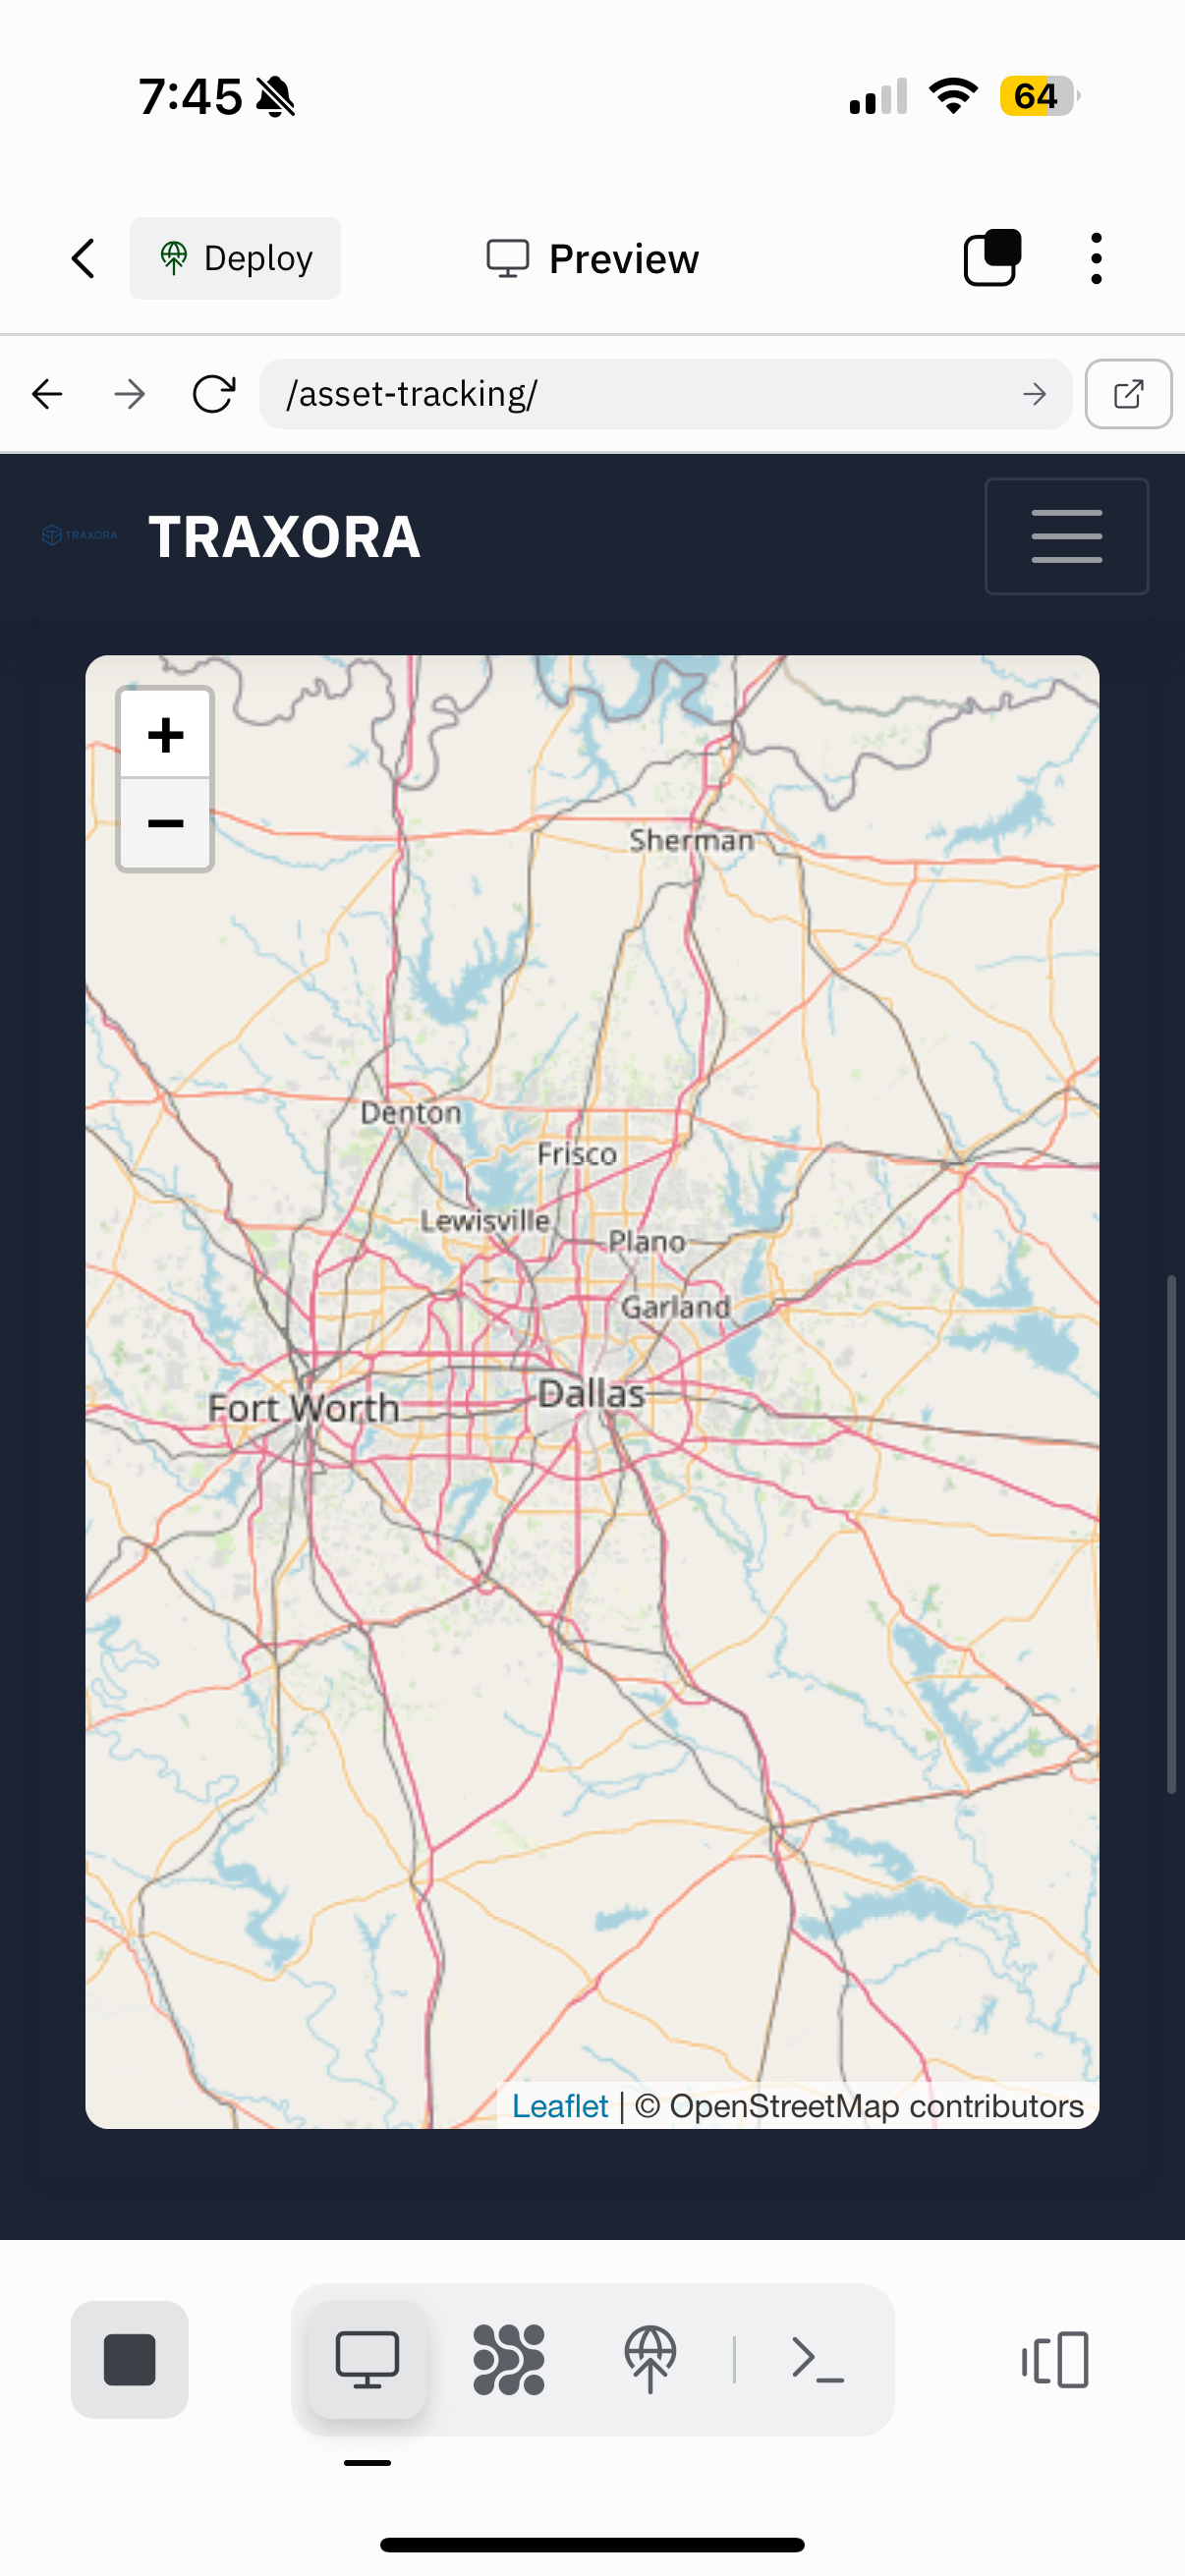 7:45
64
Deploy
Preview
/asset-tracking/
TRAXORA
TRAXORA
+
−
Sherman
Denton
Frisco
Lewisville
Plano
Garland
Dallas
Fort Worth
Leaflet | © OpenStreetMap contributors